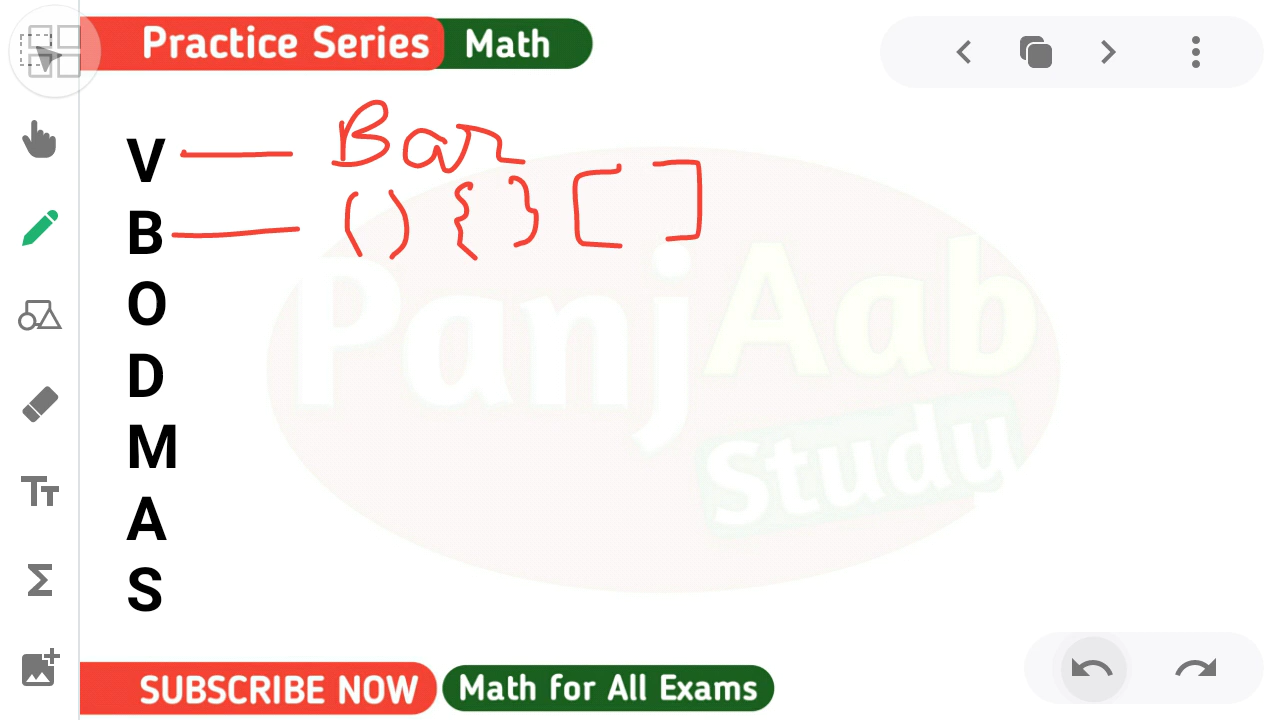 Practice Series Math
V — Bar
B — () {} []
O
D
M
A
S
PanjAab
Study
SUBSCRIBE NOW Math for All Exams